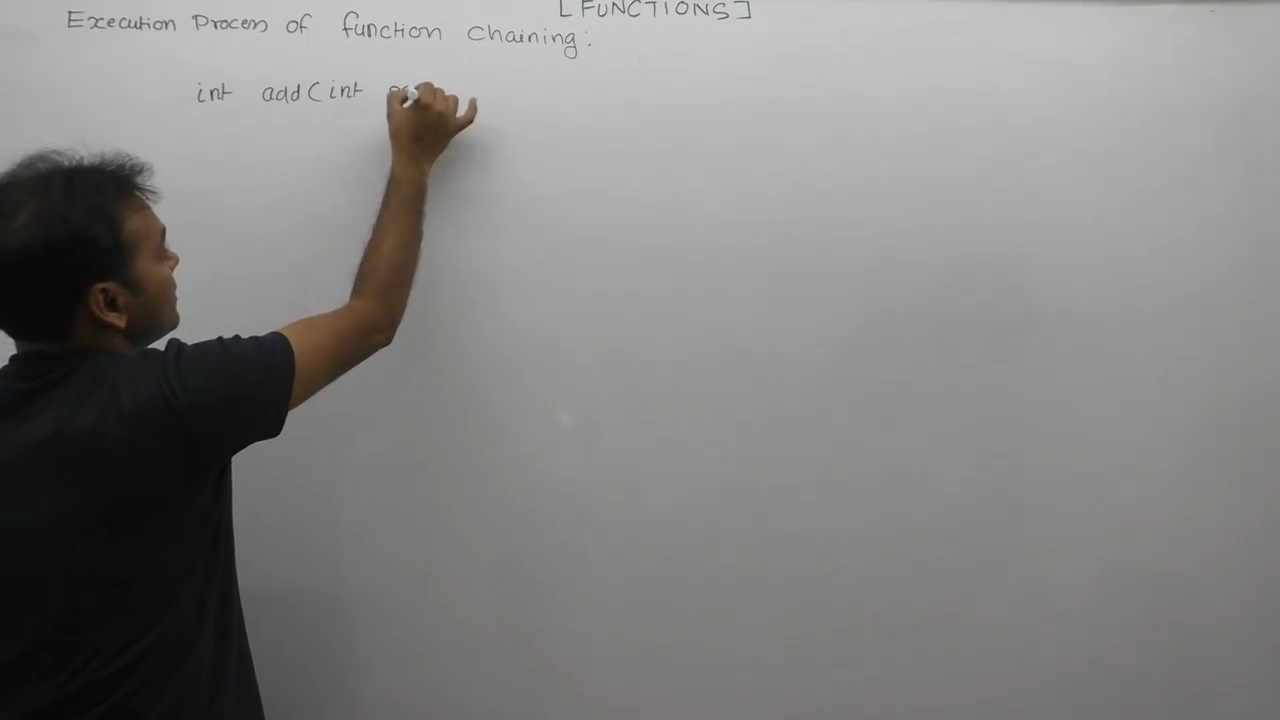 [FUNCTIONS]
Execution Process of function chaining:
int add(int